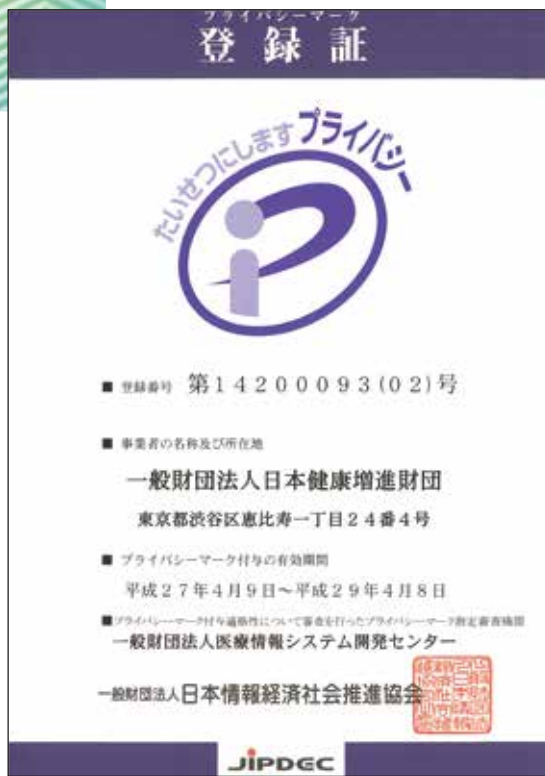 プライバシーマーク
登録証
たいせつにしますプライバシー
■ 登録番号 第14200093(02)号
■ 事業者の名称及び所在地
一般財団法人日本健康増進財団
東京都渋谷区恵比寿一丁目24番4号
■ プライバシーマーク付与の有効期間
平成27年4月9日~平成29年4月8日
■プライバシーマーク付与適格性について審査を行ったプライバシーマーク指定審査機関
一般財団法人医療情報システム開発センター
一般財団法人日本情報経済社会推進協会
JIPDEC